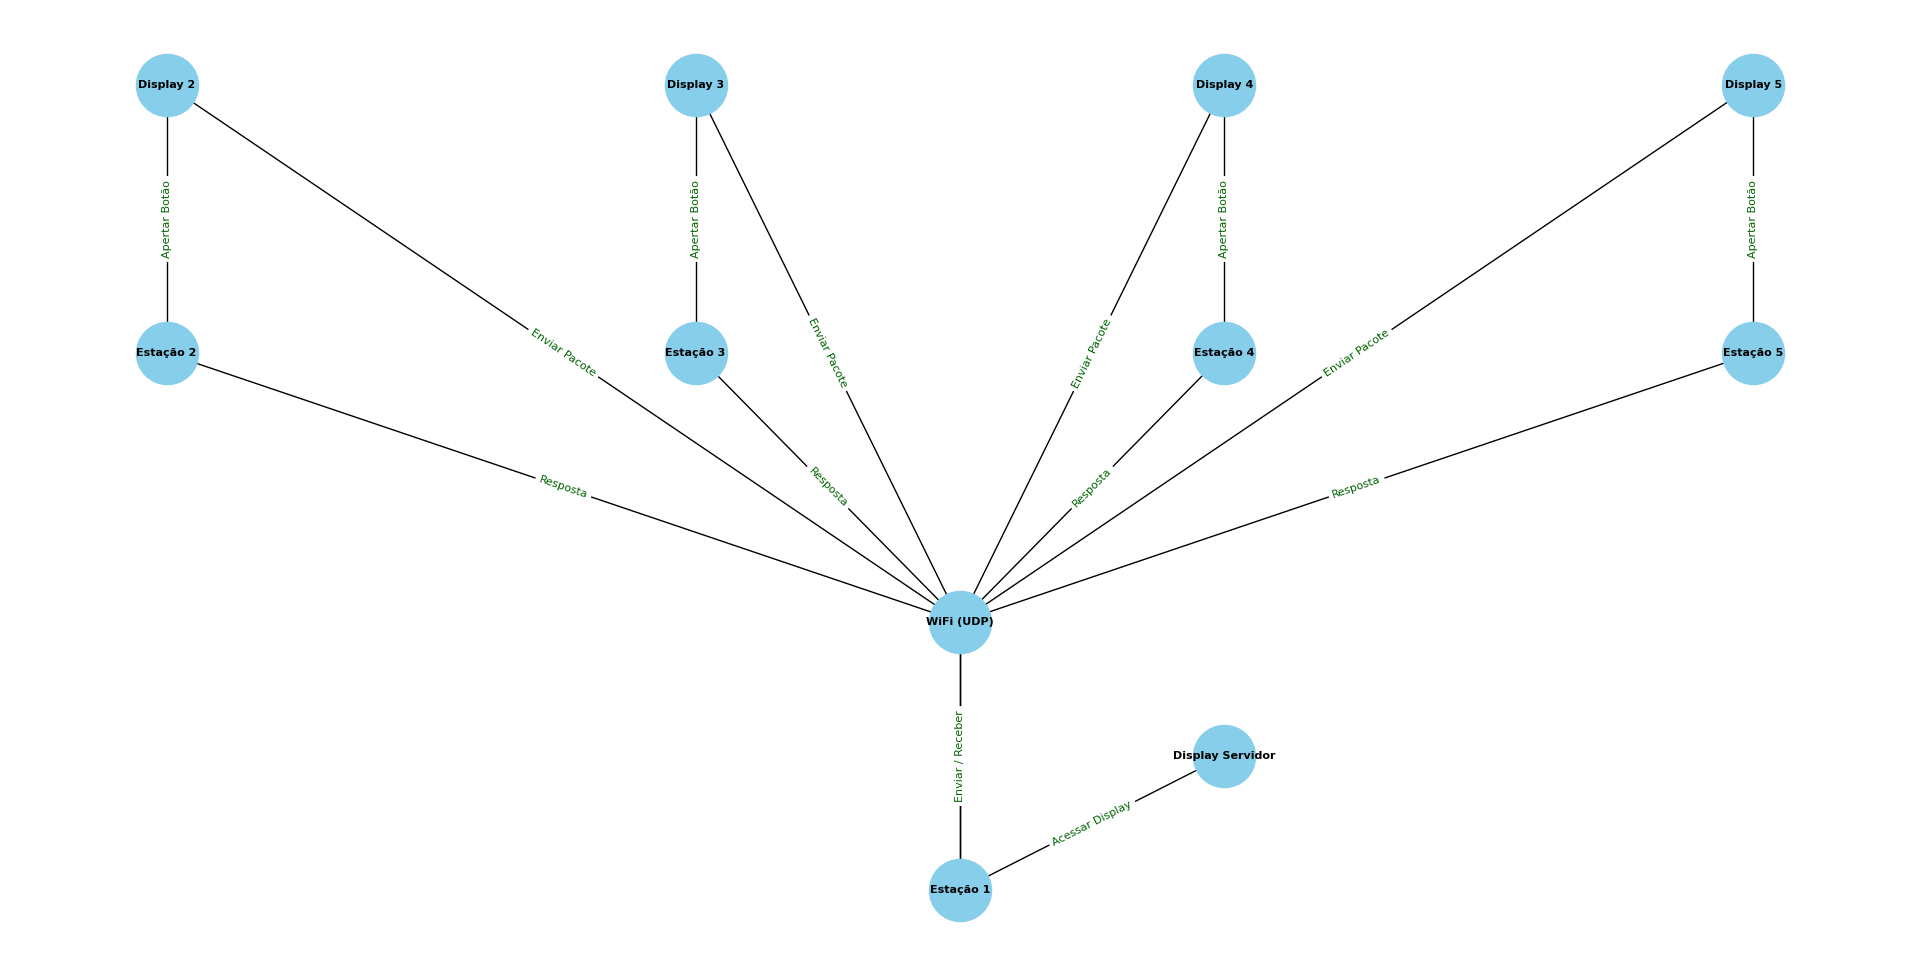 Display 2
Display 3
Display 4
Display 5
Apertar Botão
Apertar Botão
Apertar Botão
Apertar Botão
Enviar Pacote
Enviar Pacote
Enviar Pacote
Enviar Pacote
Estação 2
Estação 3
Estação 4
Estação 5
Resposta
Resposta
Resposta
Resposta
WiFi (UDP)
Enviar / Receber
Display Servidor
Acessar Display
Estação 1